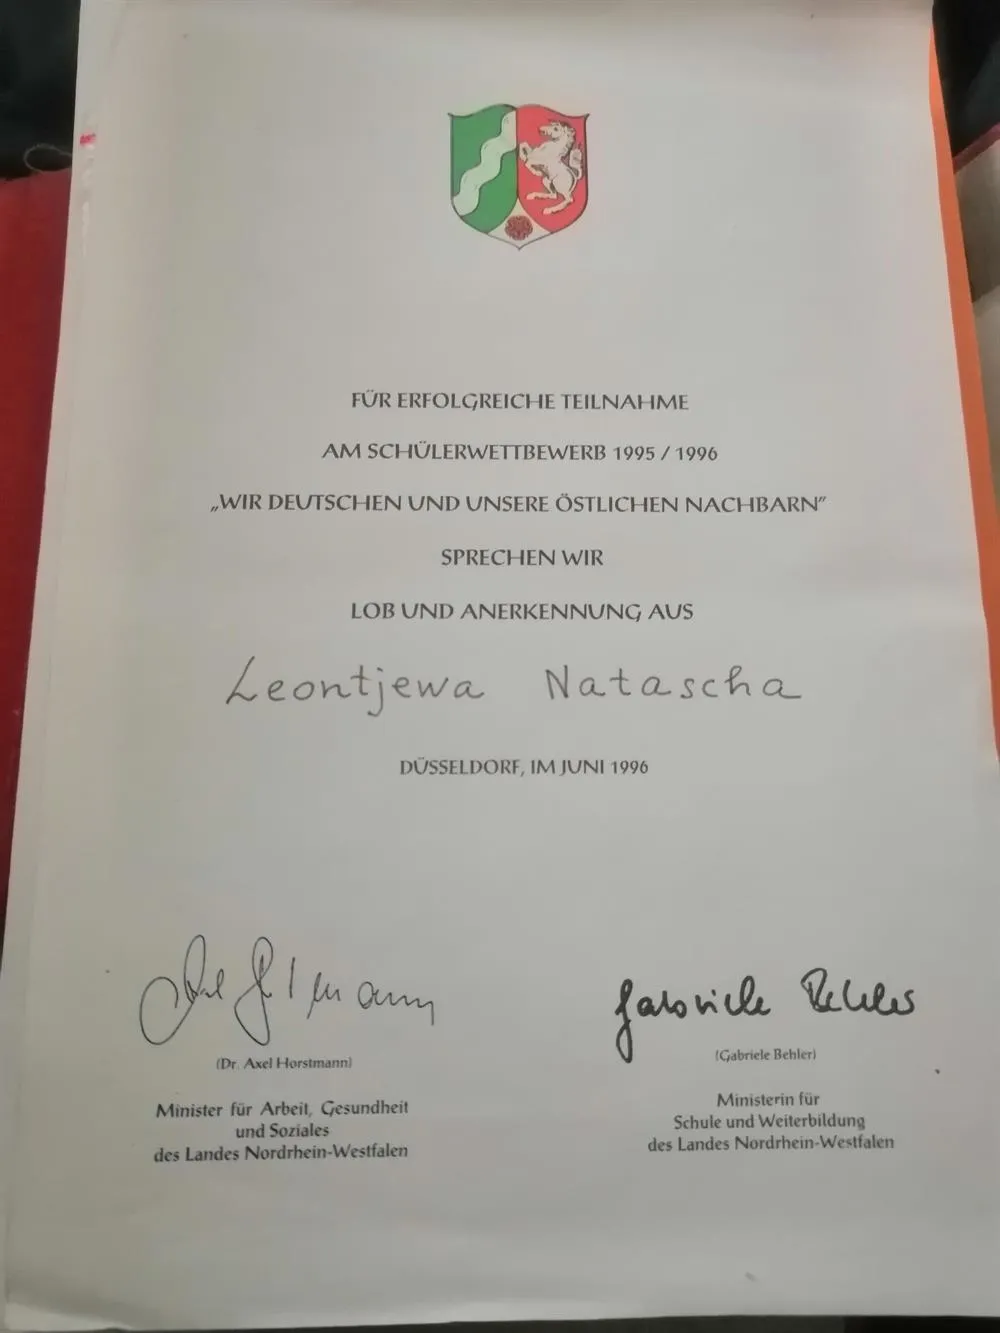 FÜR ERFOLGREICHE TEILNAHME
AM SCHÜLERWETTBEWERB 1995 / 1996
„WIR DEUTSCHEN UND UNSERE ÖSTLICHEN NACHBARN”
SPRECHEN WIR
LOB UND ANERKENNUNG AUS
Leontjewa Natascha
DÜSSELDORF, IM JUNI 1996
Gabriele Behler
(Dr. Axel Horstmann)
(Gabriele Behler)
Minister für Arbeit, Gesundheit
und Soziales
des Landes Nordrhein-Westfalen
Ministerin für
Schule und Weiterbildung
des Landes Nordrhein-Westfalen